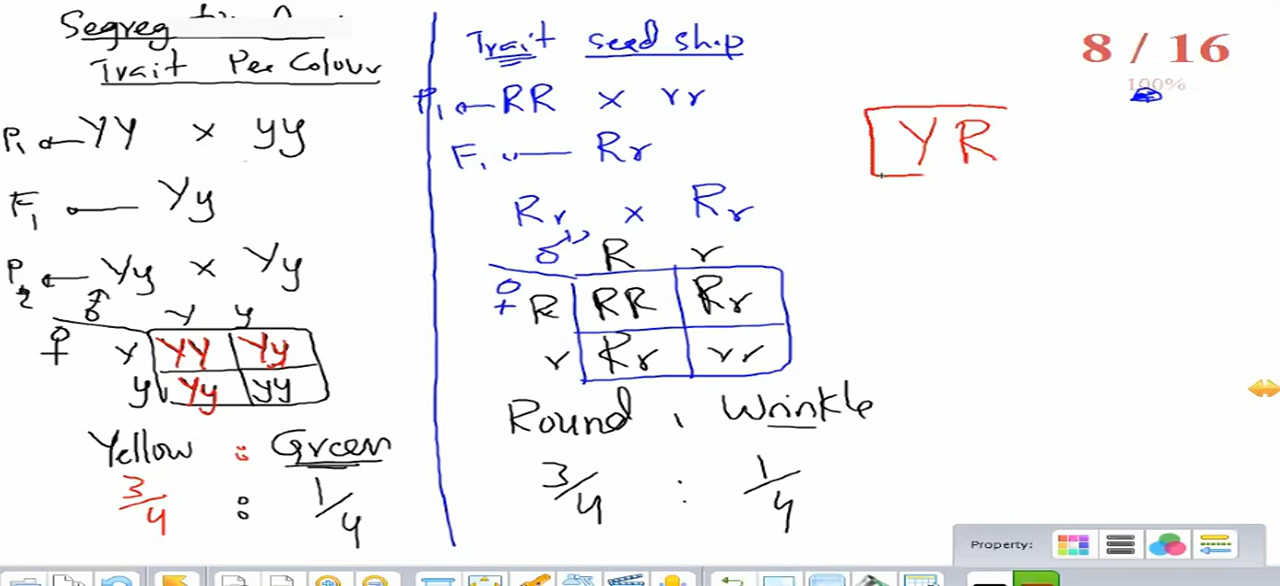 Segreg
Trait Pea Colour
P₁ ← YY × yy
F₁ Yy
P₂ ← Yy × Yy
♂ Y y
♀ Y YY Yy
y Yy yy
Yellow : Green
3/4 : 1/4
Trait seed ship
P₁ ← RR × rr
F₁ Rr
Rr × Rr
♂ R r
♀ R RR Rr
r Rr rr
Round , Wrinkle
3/4 : 1/4
8 / 16
100%
YR
Property: